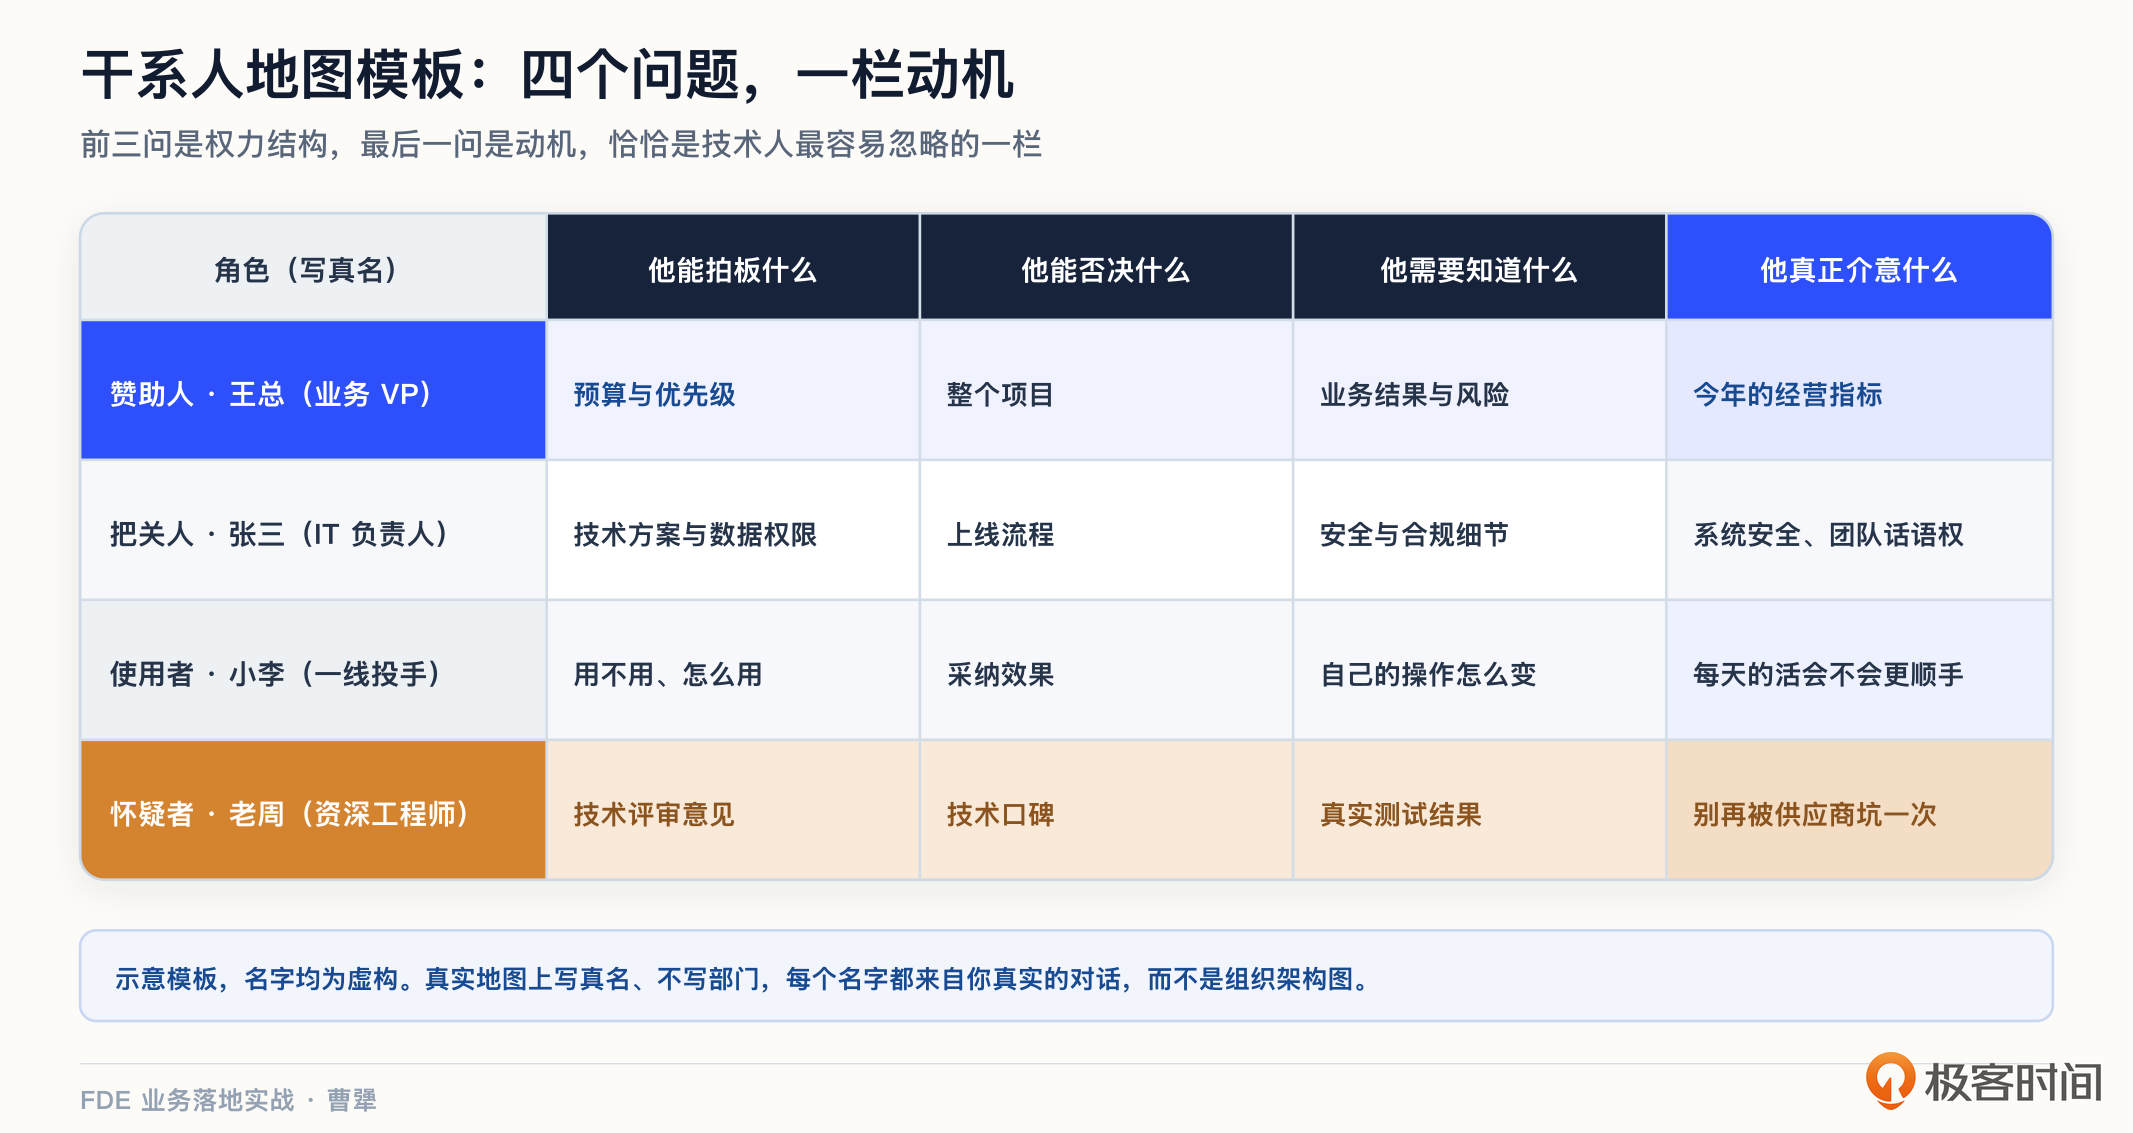 干系人地图模板：四个问题，一栏动机
前三问是权力结构，最后一问是动机，恰恰是技术人最容易忽略的一栏
角色（写真名） 他能拍板什么 他能否决什么 他需要知道什么 他真正介意什么
赞助人 · 王总（业务 VP） 预算与优先级 整个项目 业务结果与风险 今年的经营指标
把关人 · 张三（IT 负责人） 技术方案与数据权限 上线流程 安全与合规细节 系统安全、团队话语权
使用者 · 小李（一线投手） 用不用、怎么用 采纳效果 自己的操作怎么变 每天的活会不会更顺手
怀疑者 · 老周（资深工程师） 技术评审意见 技术口碑 真实测试结果 别再被供应商坑一次
示意模板，名字均为虚构。真实地图上写真名、不写部门，每个名字都来自你真实的对话，而不是组织架构图。
FDE 业务落地实战 · 曹犟
极客时间